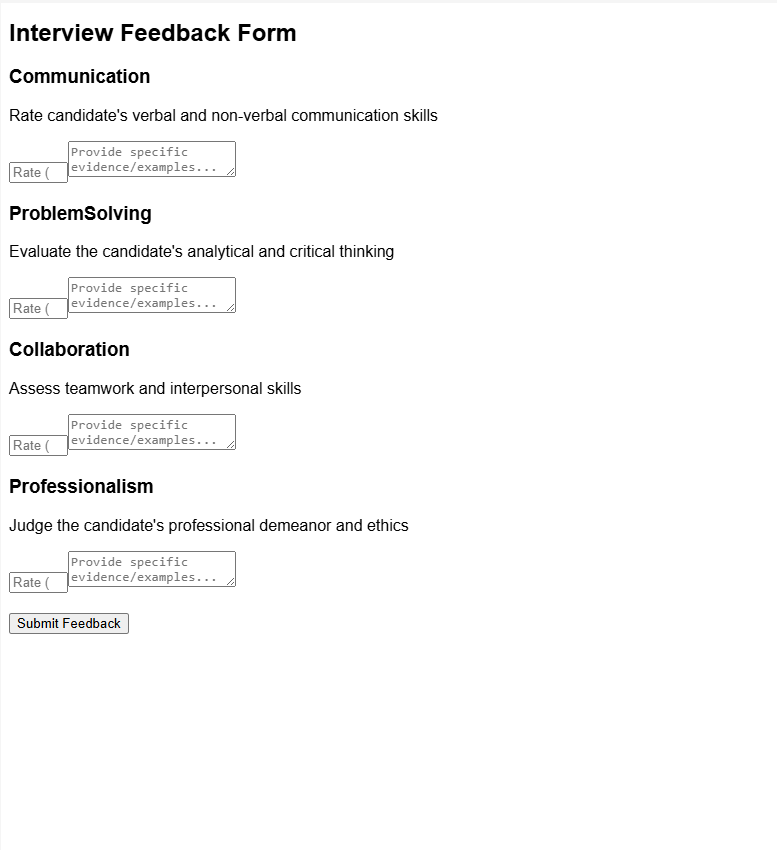 Interview Feedback Form
Communication
Rate candidate's verbal and non-verbal communication skills
Rate (
Provide specific
evidence/examples...
ProblemSolving
Evaluate the candidate's analytical and critical thinking
Rate (
Provide specific
evidence/examples...
Collaboration
Assess teamwork and interpersonal skills
Rate (
Provide specific
evidence/examples...
Professionalism
Judge the candidate's professional demeanor and ethics
Rate (
Provide specific
evidence/examples...
Submit Feedback